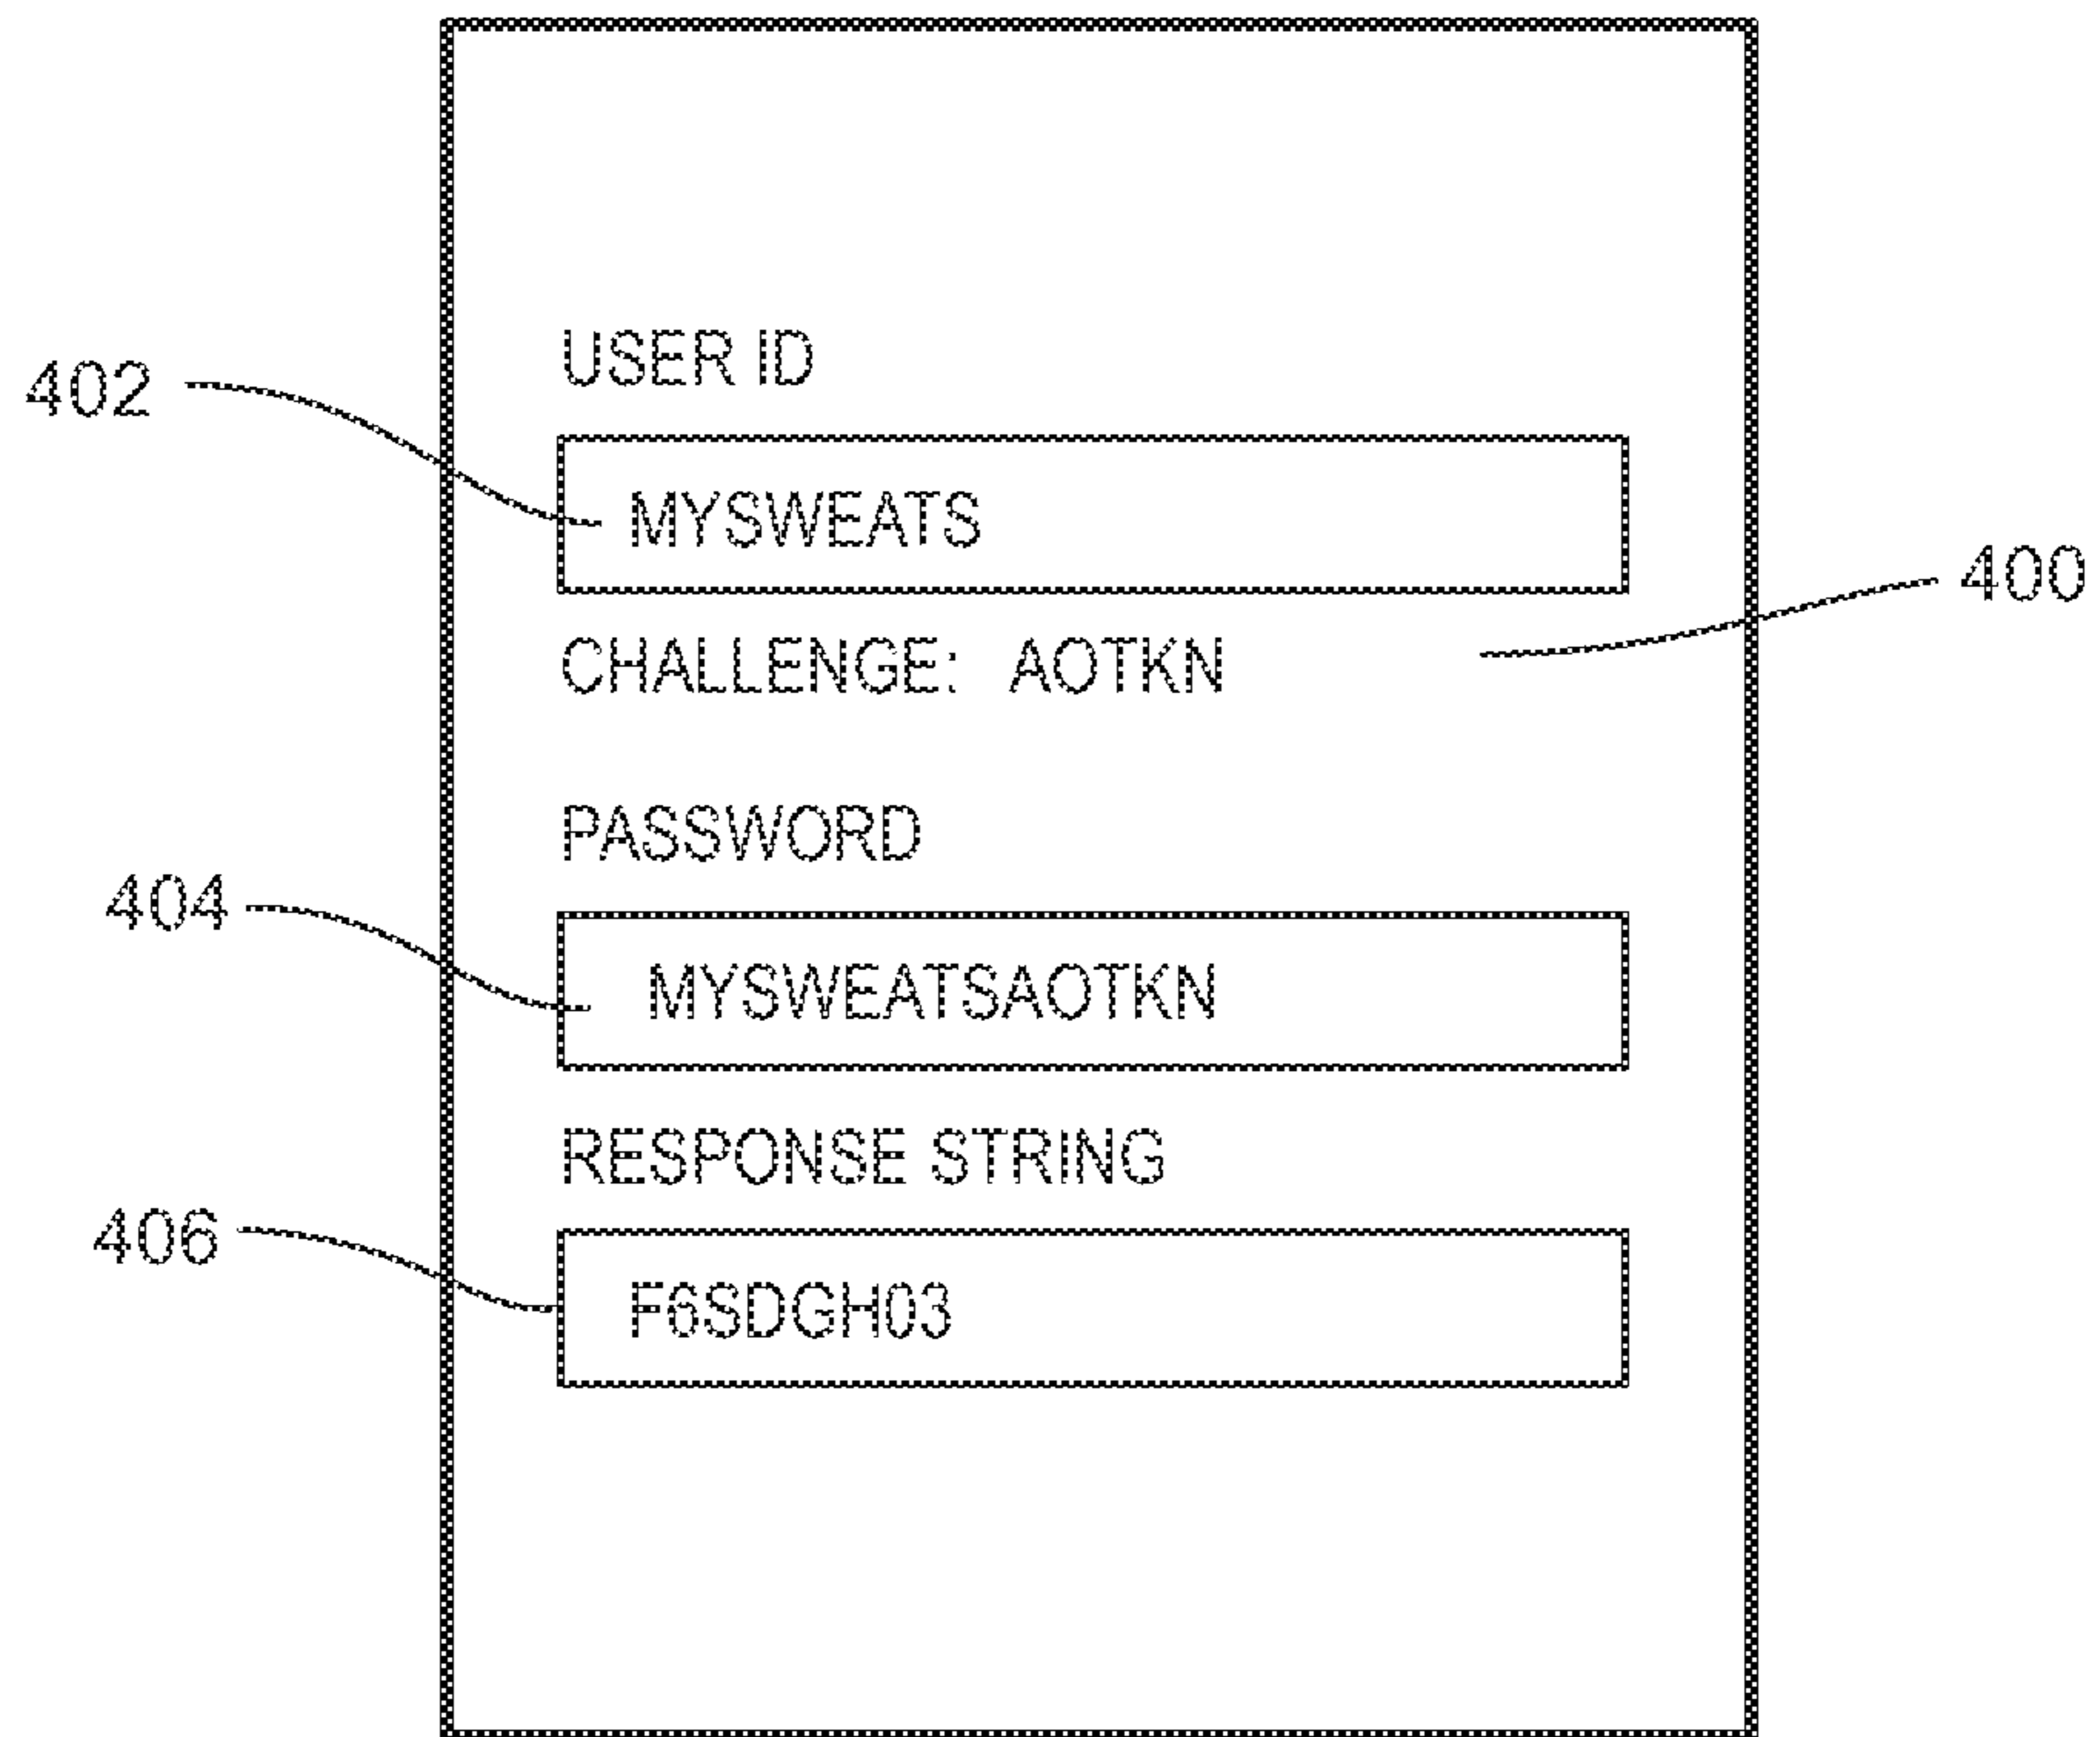 USER ID
402
MYSWEATS
400
CHALLENGE: AOTKN
PASSWORD
404
MYSWEATSAOTKN
RESPONSE STRING
406
F6SDGH03